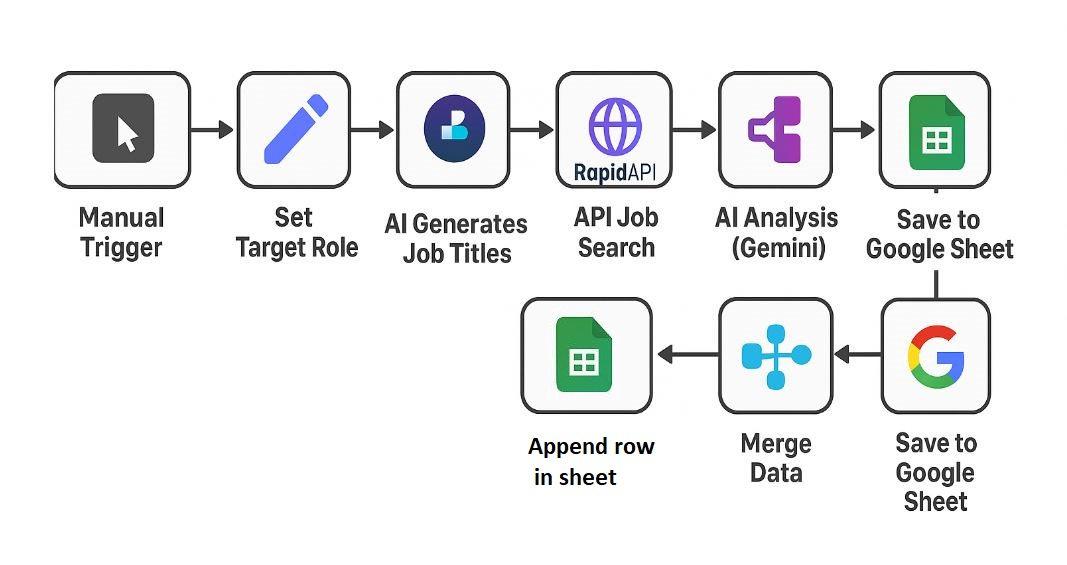 RapidAPI
Manual
Trigger
Set
Target Role
AI Generates
Job Titles
API Job
Search
AI Analysis
(Gemini)
Save to
Google Sheet
Append row
in sheet
Merge
Data
Save to
Google
Sheet